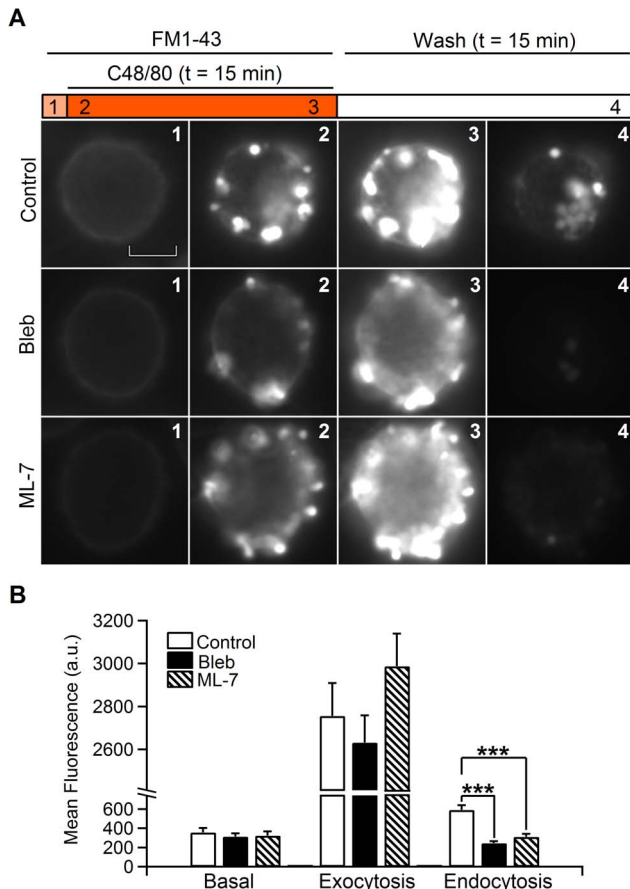 A
FM1-43 Wash (t = 15 min)
C48/80 (t = 15 min)
1 2 3 4
Control 1 2 3 4
Bleb 1 2 3 4
ML-7 1 2 3 4
B
Mean Fluorescence (a.u.)
3200
3000
2800
2600
600
400
200
0
Control
Bleb
ML-7
***
***
Basal Exocytosis Endocytosis